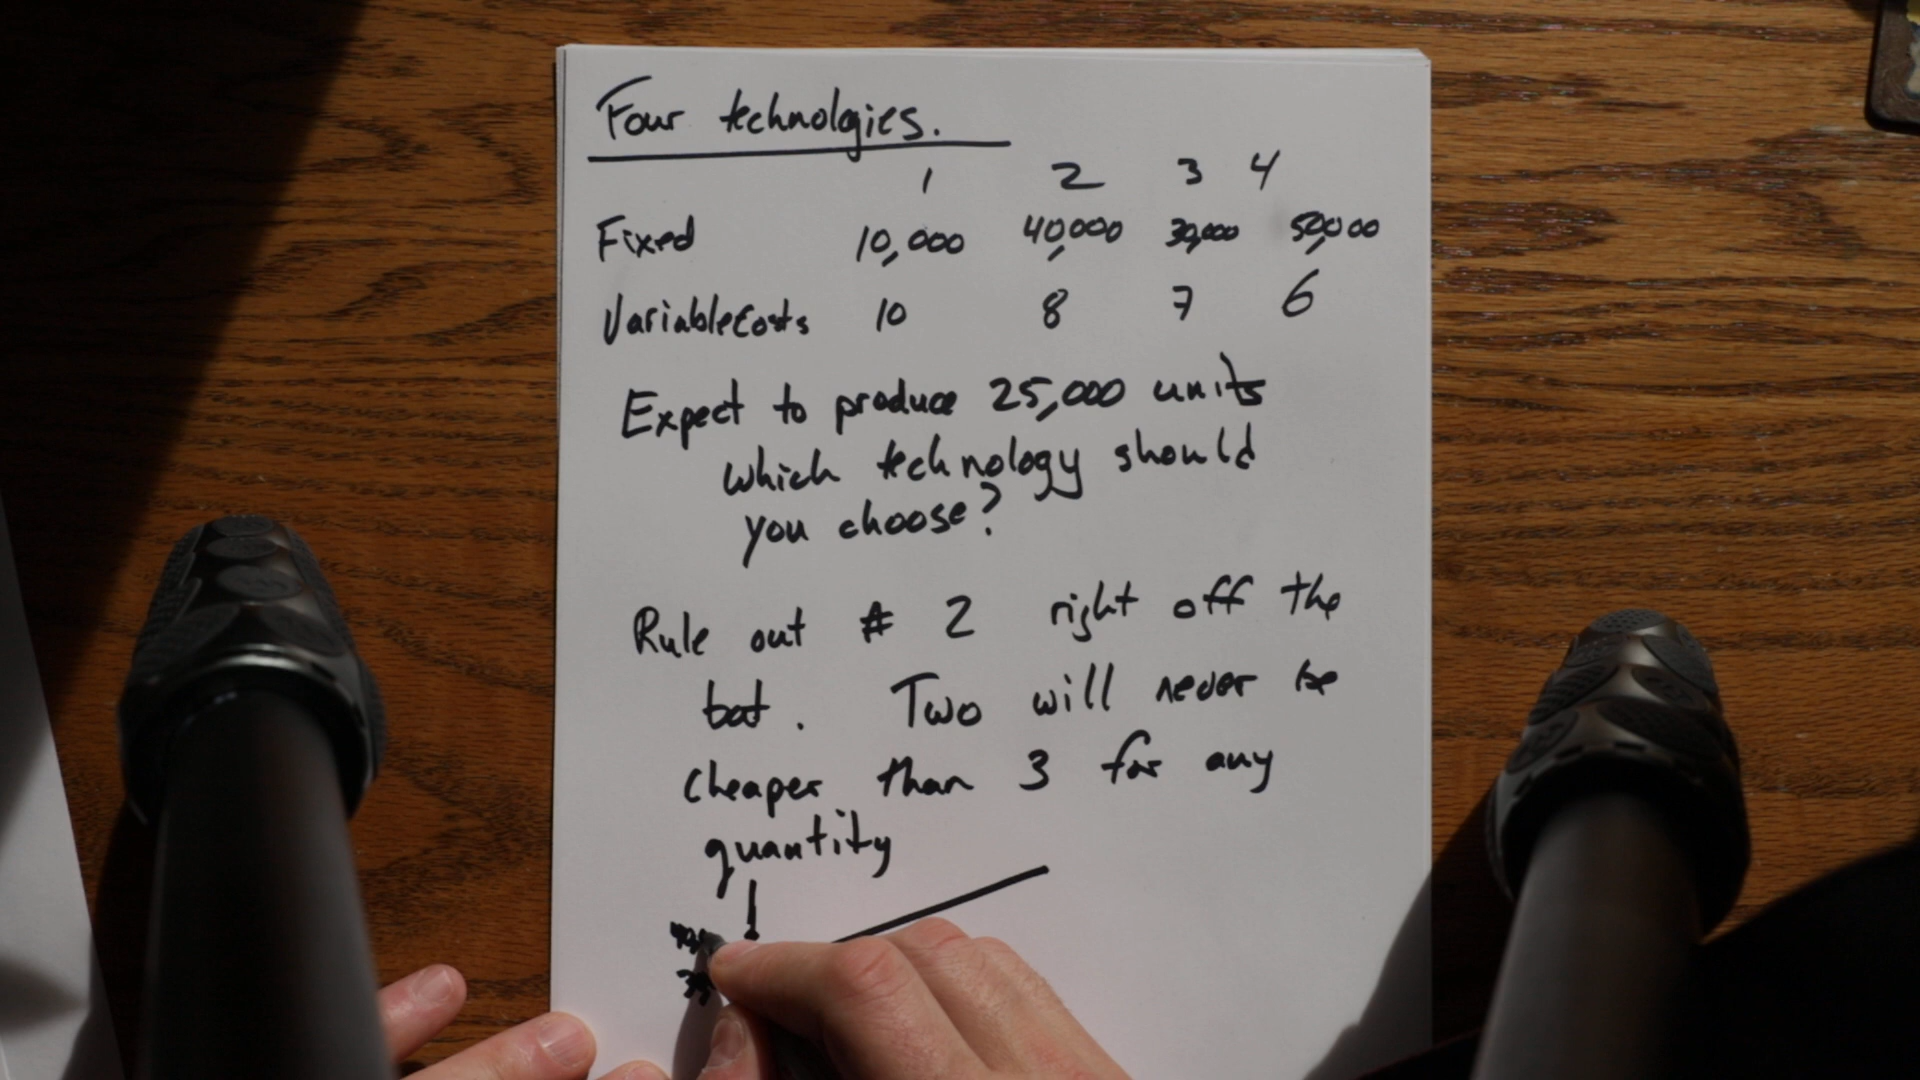 Four technologies.
1 2 3 4
Fixed 10,000 40,000 30,000 50,000
Variable Costs 10 8 7 6
Expect to produce 25,000 units
which technology should
you choose?
Rule out # 2 right off the
bat. Two will never be
cheaper than 3 for any
quantity